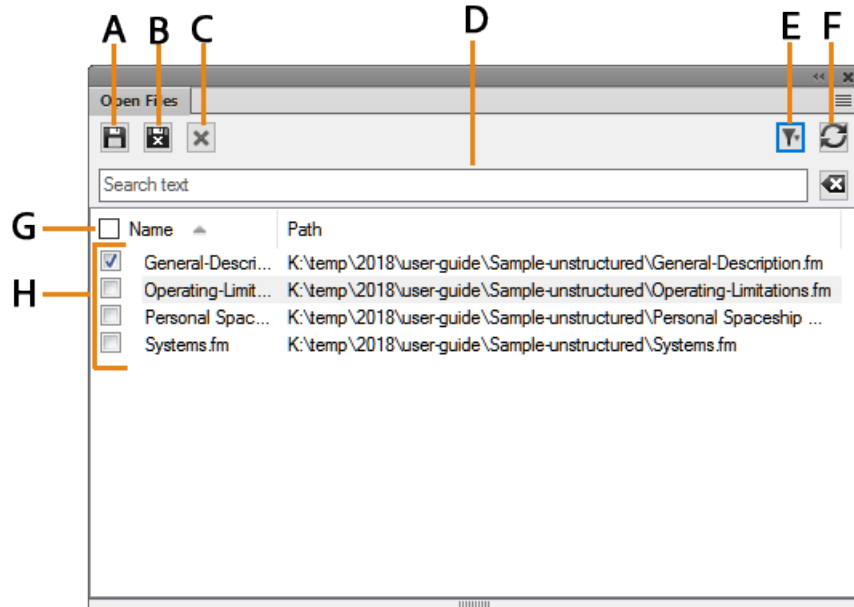 A B C D E F
Open Files
Search text
G Name Path
General-Descri... K:\temp\2018\user-guide\Sample-unstructured\General-Description.fm
H Operating-Limit... K:\temp\2018\user-guide\Sample-unstructured\Operating-Limitations.fm
Personal Spac... K:\temp\2018\user-guide\Sample-unstructured\Personal Spaceship ...
Systems.fm K:\temp\2018\user-guide\Sample-unstructured\Systems.fm